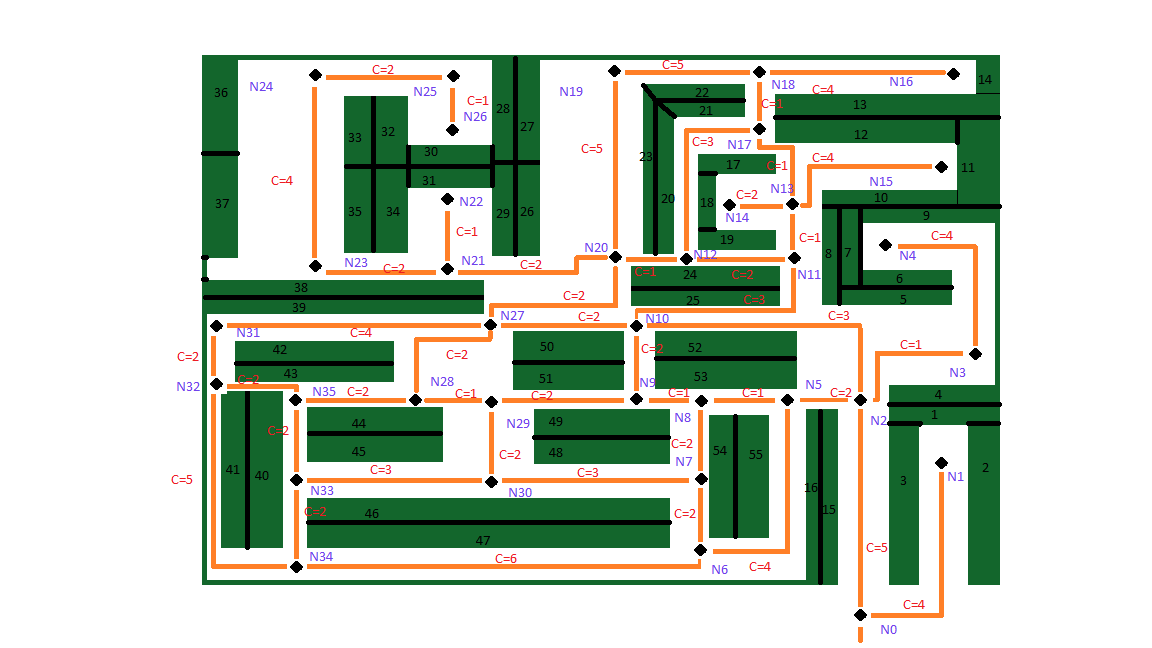 C=5
C=2
N18
N16
14
N24
N25
N19
C=4
36
22
C=1
28
C=1
13
N26
21
33
32
27
12
C=3
N17
30
C=5
23
C=4
17
C=1
11
37
C=4
31
N15
C=2
N13
20
18
10
N22
N14
35
34
29
26
9
C=1
C=1
19
C=4
N20
8
7
N4
N12
N23
C=2
N21
C=2
C=1
24
C=2
N11
6
38
C=2
25
C=3
5
39
N27
C=2
N10
C=3
N31
C=4
C=1
42
50
C=2
52
C=2
C=2
43
51
53
N3
N32
C=2
N35
C=2
N28
C=1
C=2
N9
C=1
C=1
N5
C=2
4
44
49
N8
N2
1
C=2
N29
45
C=2
48
C=2
54
55
41
40
C=3
C=3
N7
3
2
C=5
N33
N30
N1
16
46
C=2
C=2
15
47
C=5
N34
C=6
N6
C=4
C=4
N0